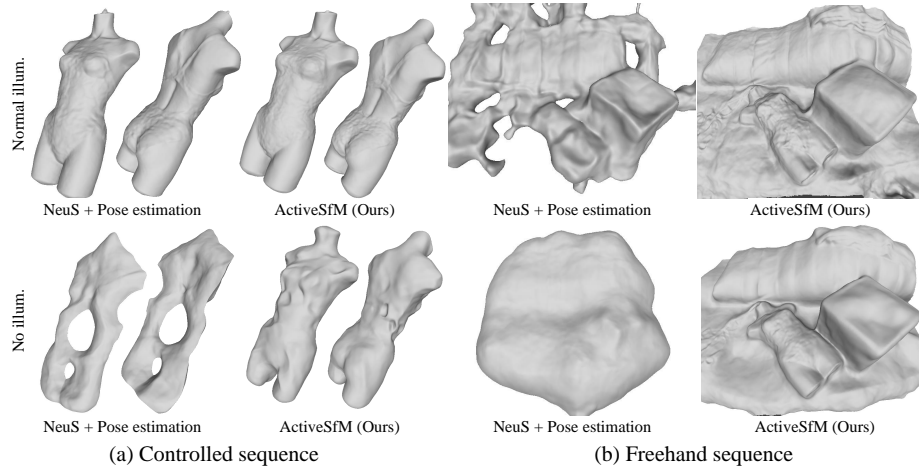 Normal illum.
NeuS + Pose estimation
ActiveSfM (Ours)
NeuS + Pose estimation
ActiveSfM (Ours)
No illum.
NeuS + Pose estimation
ActiveSfM (Ours)
NeuS + Pose estimation
ActiveSfM (Ours)
(a) Controlled sequence
(b) Freehand sequence